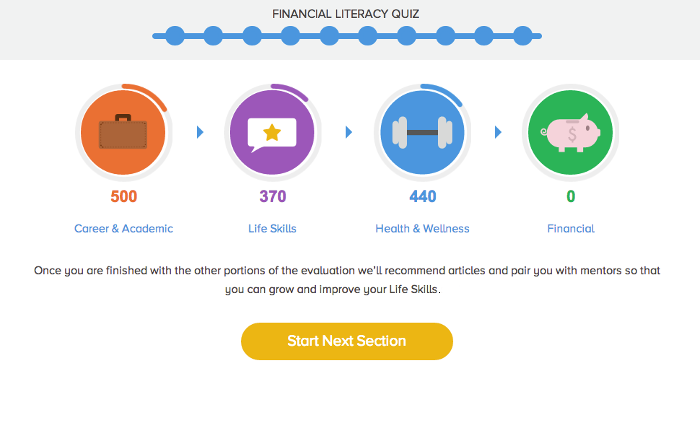 FINANCIAL LITERACY QUIZ
$
500
370
440
0
Career & Academic
Life Skills
Health & Wellness
Financial
Once you are finished with the other portions of the evaluation we'll recommend articles and pair you with mentors so that
you can grow and improve your Life Skills.
Start Next Section